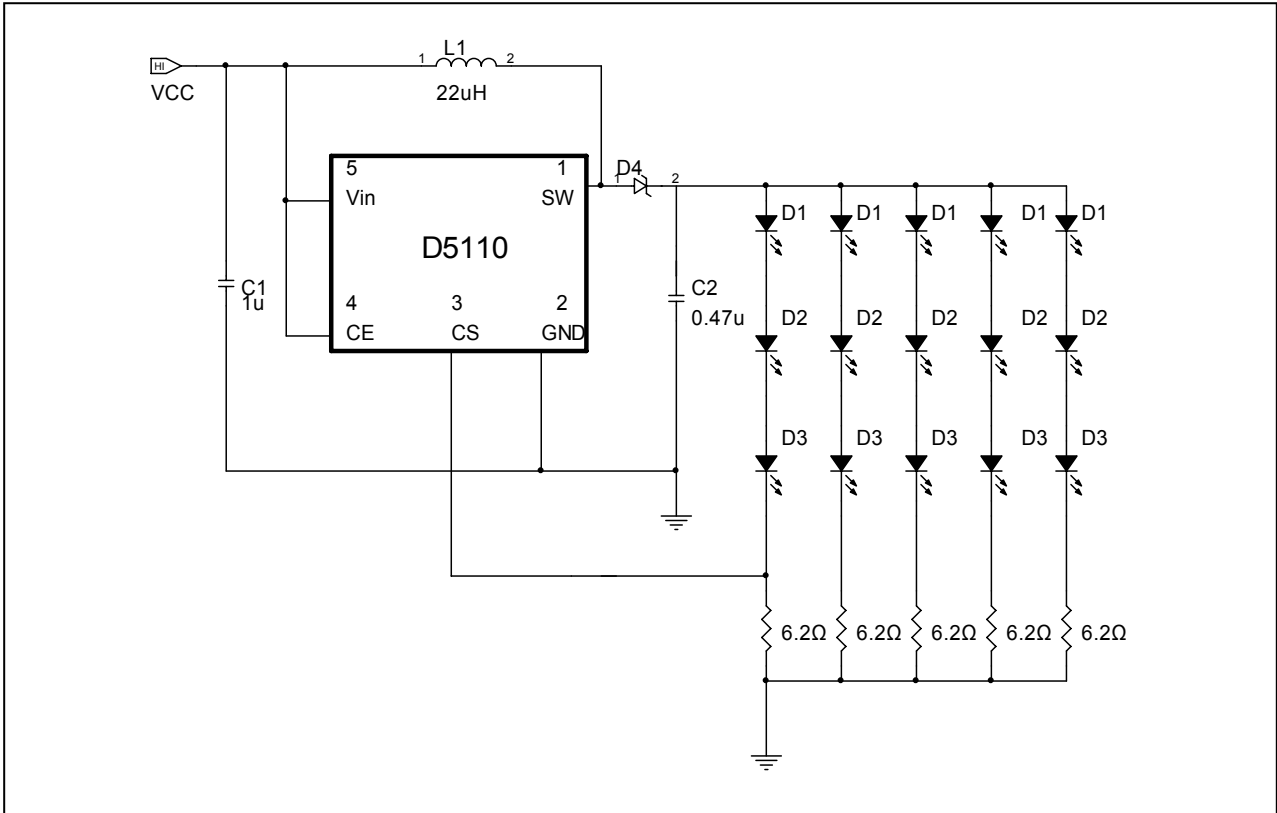 L1
HI
1
2
VCC
22uH
5
1
D4
1
2
Vin
SW
D5110
D1
D1
D1
D1
D1
C1
1u
C2
0.47u
4
3
2
CE
CS
GND
D2
D2
D2
D2
D2
D3
D3
D3
D3
D3
6.2Ω
6.2Ω
6.2Ω
6.2Ω
6.2Ω